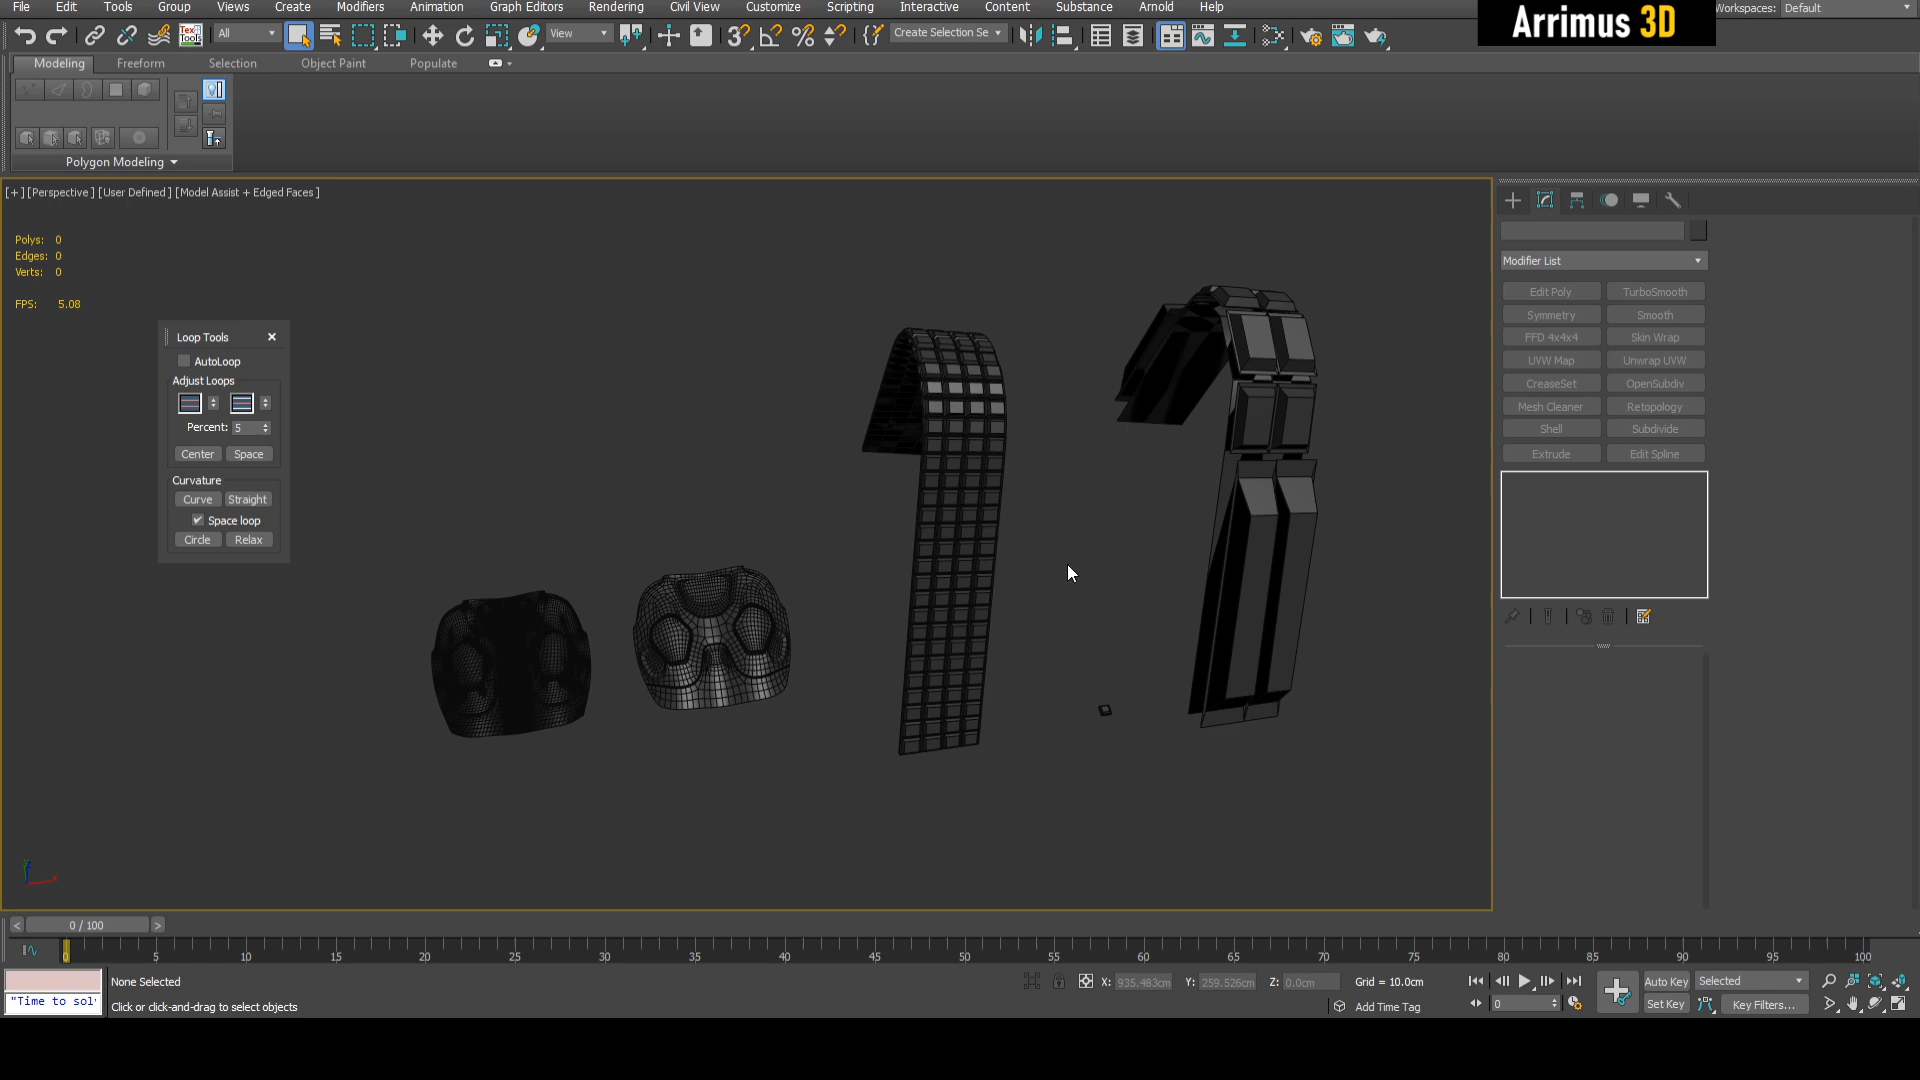 File Edit Tools Group Views Create Modifiers Animation Graph Editors Rendering Civil View Customize Scripting Interactive Content Substance Arnold Help
Workspaces: Default
Arrimus 3D
Tex Tools
All
View
Create Selection Se
Modeling Freeform Selection Object Paint Populate
Polygon Modeling
[+] [Perspective] [User Defined] [Model Assist + Edged Faces]
Polys: 0
Edges: 0
Verts: 0
FPS: 5.08
Loop Tools
AutoLoop
Adjust Loops
Percent: 5
Center Space
Curvature
Curve Straight
Space loop
Circle Relax
Modifier List
Edit Poly TurboSmooth
Symmetry Smooth
FFD 4x4x4 Skin Wrap
UVW Map Unwrap UVW
CreaseSet OpenSubdiv
Mesh Cleaner Retopology
Shell Subdivide
Extrude Edit Spline
< 0 / 100 >
0 5 10 15 20 25 30 35 40 45 50 55 60 65 70 75 80 85 90 95 100
None Selected
X: 935.483cm Y: 259.526cm Z: 0.0cm Grid = 10.0cm
Auto Key Selected
"Time to sol
Click or click-and-drag to select objects
Add Time Tag
0
Set Key Key Filters...